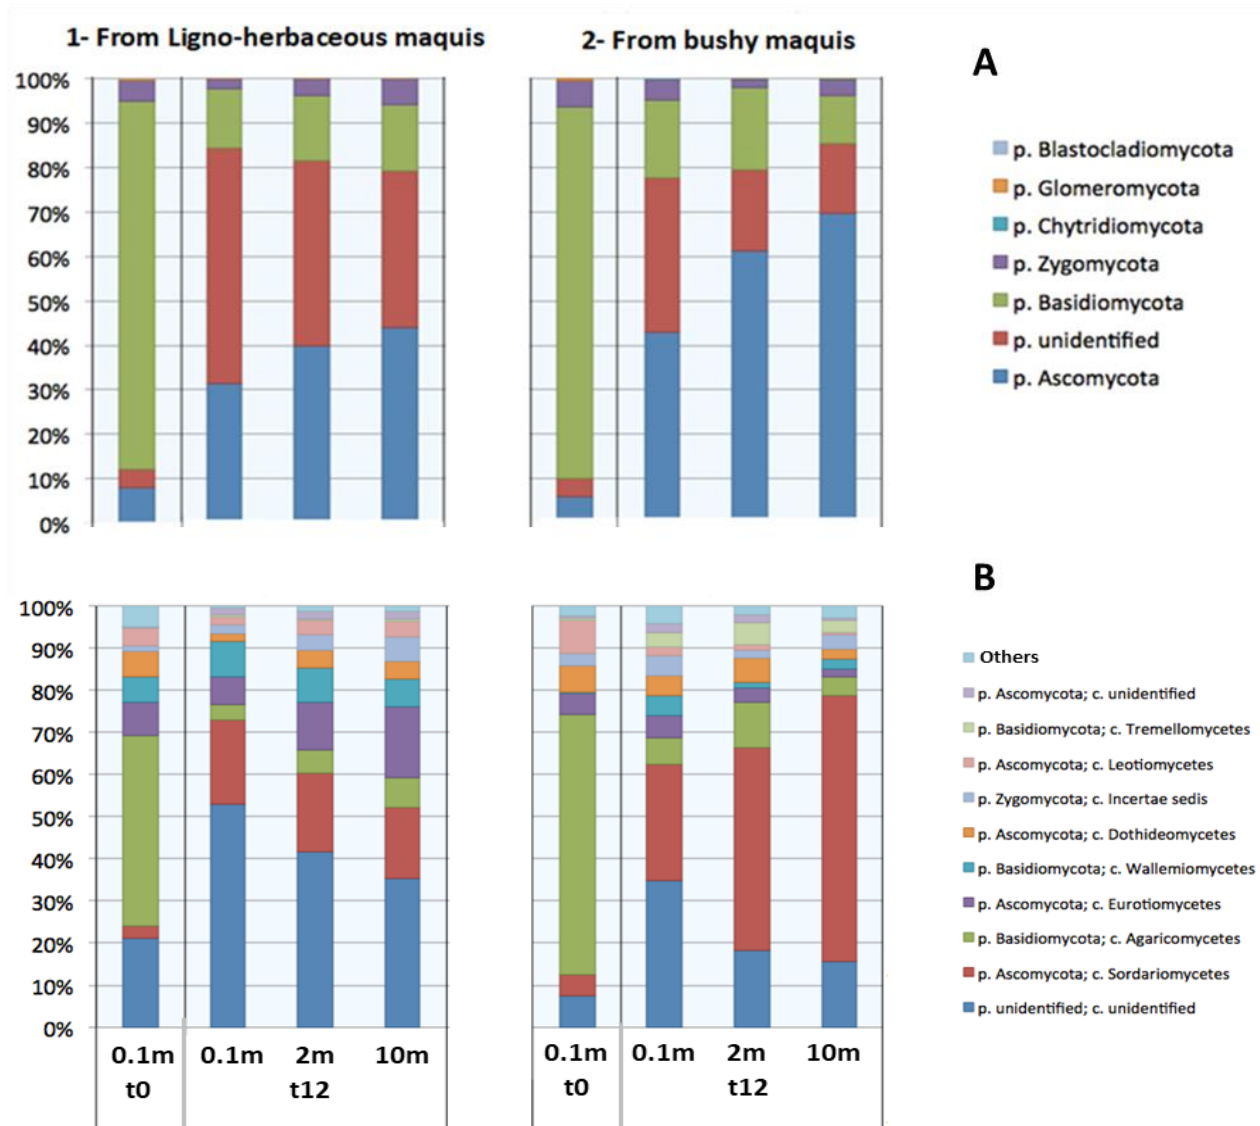 1- From Ligno-herbaceous maquis
2- From bushy maquis
A
100%
90%
80%
70%
60%
50%
40%
30%
20%
10%
0%
p. Blastocladiomycota
p. Glomeromycota
p. Chytridiomycota
p. Zygomycota
p. Basidiomycota
p. unidentified
p. Ascomycota
B
100%
90%
80%
70%
60%
50%
40%
30%
20%
10%
0%
Others
p. Ascomycota; c. unidentified
p. Basidiomycota; c. Tremellomycetes
p. Ascomycota; c. Leotiomycetes
p. Zygomycota; c. Incertae sedis
p. Ascomycota; c. Dothideomycetes
p. Basidiomycota; c. Wallemiomycetes
p. Ascomycota; c. Eurotiomycetes
p. Basidiomycota; c. Agaricomycetes
p. Ascomycota; c. Sordariomycetes
p. unidentified; c. unidentified
0.1m 0.1m 2m 10m
t0 t12
0.1m 0.1m 2m 10m
t0 t12